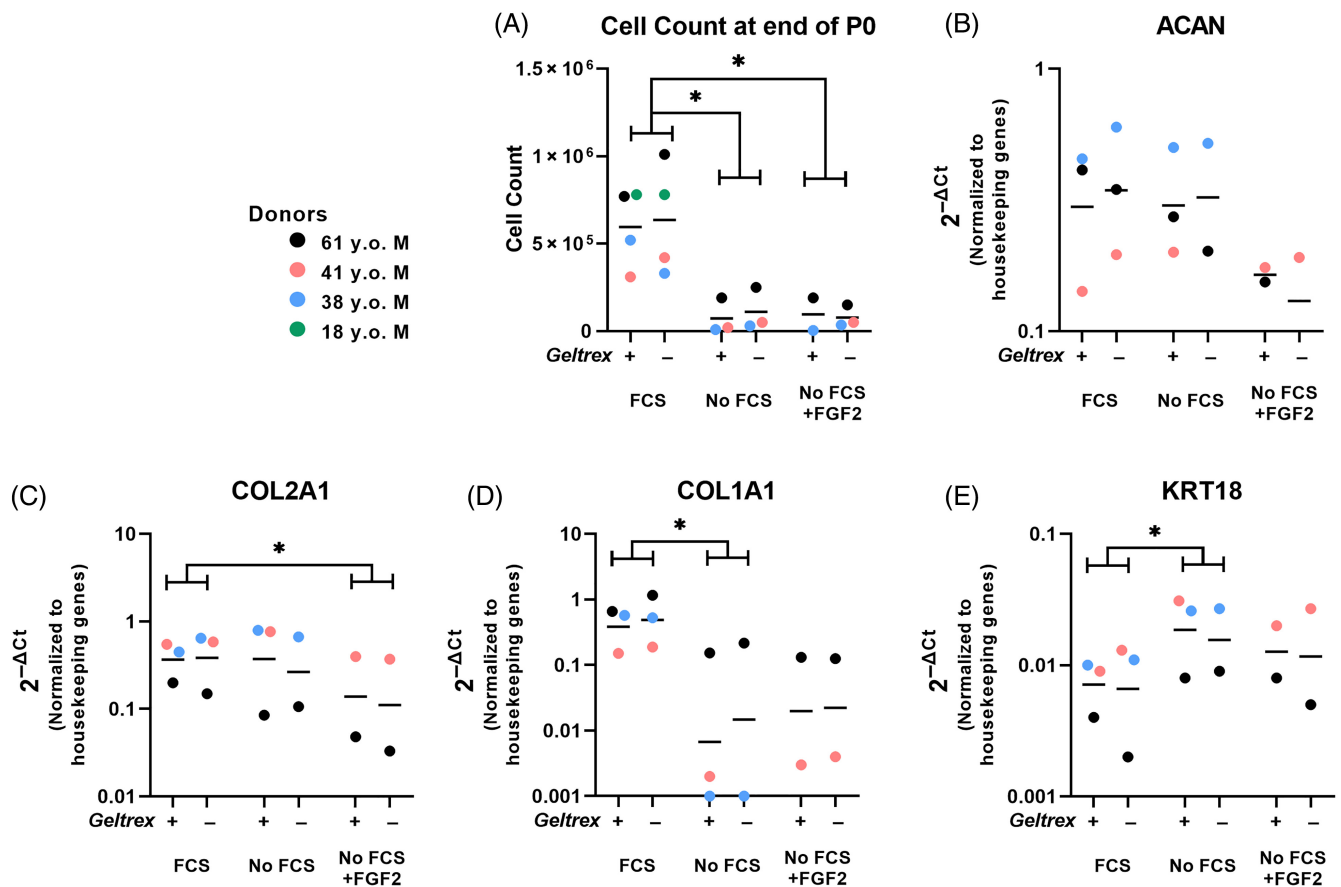 (A) Cell Count at end of P0
1.5 × 10⁶
1 × 10⁶
5 × 10⁵
0
Cell Count
*
*
Geltrex + – + – + –
FCS No FCS No FCS
+FGF2
Donors
61 y.o. M
41 y.o. M
38 y.o. M
18 y.o. M
(B) ACAN
1
0.1
2^–ΔCt
(Normalized to
housekeeping genes)
+ – + – + –
FCS No FCS No FCS
+FGF2
(C) COL2A1
10
1
0.1
0.01
2^–ΔCt
(Normalized to
housekeeping genes)
*
Geltrex + – + – + –
FCS No FCS No FCS
+FGF2
(D) COL1A1
10
1
0.1
0.01
0.001
2^–ΔCt
(Normalized to
housekeeping genes)
*
Geltrex + – + – + –
FCS No FCS No FCS
+FGF2
(E) KRT18
0.1
0.01
0.001
2^–ΔCt
(Normalized to
housekeeping genes)
*
Geltrex + – + – + –
FCS No FCS No FCS
+FGF2